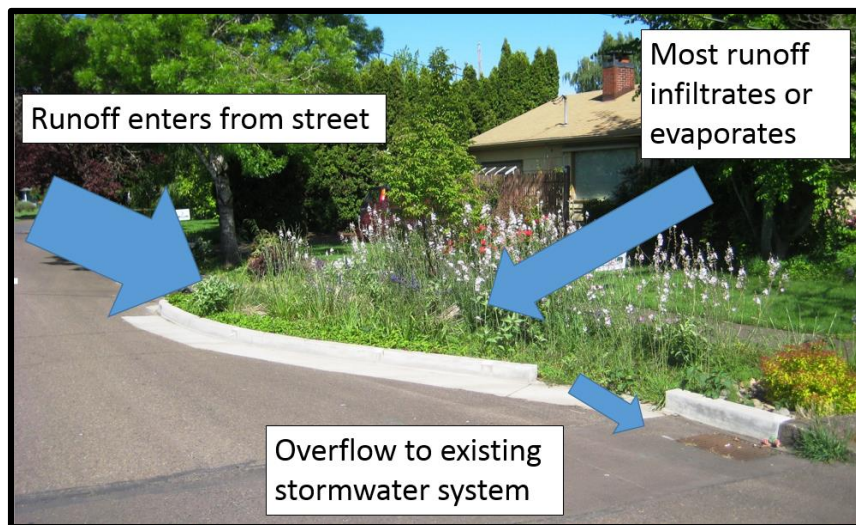 Runoff enters from street
Most runoff
infiltrates or
evaporates
Overflow to existing
stormwater system